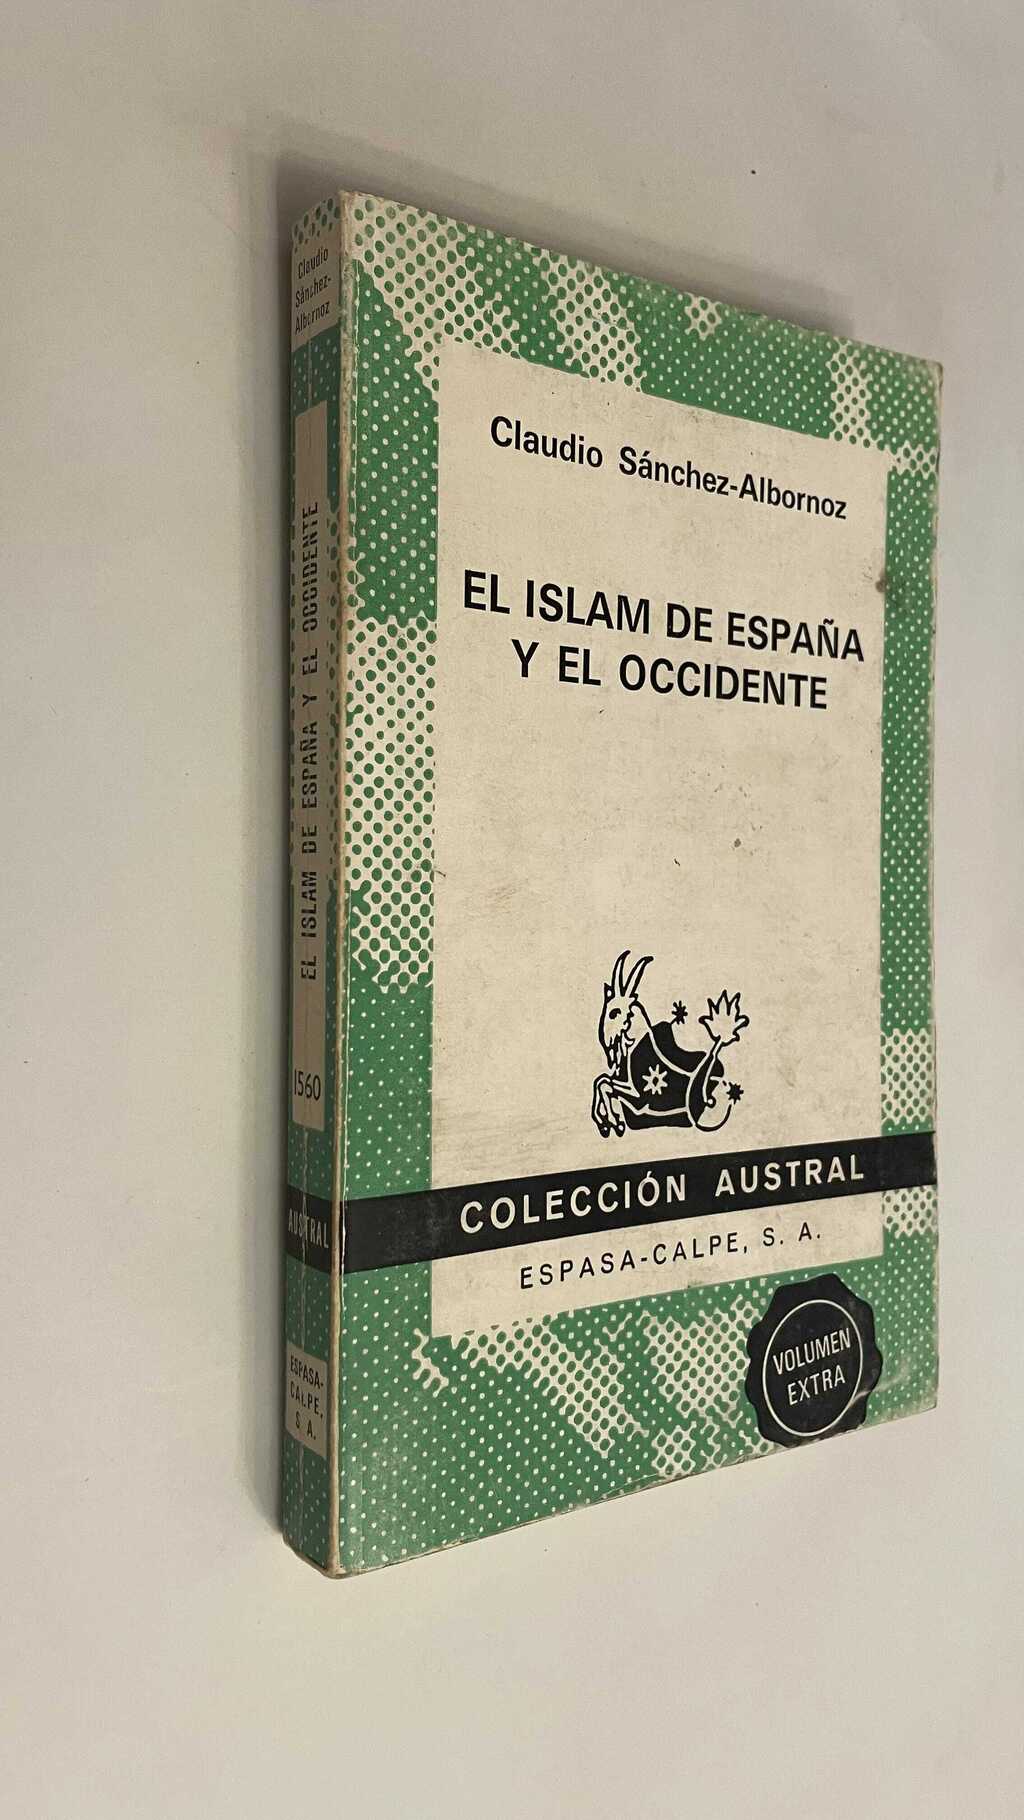 Claudio
Sánchez-
Albornoz
EL ISLAM DE ESPAÑA Y EL OCCIDENTE
1560
AUSTRAL
ESPASA-
CALPE,
S. A.
Claudio Sánchez-Albornoz
EL ISLAM DE ESPAÑA
Y EL OCCIDENTE
COLECCIÓN AUSTRAL
ESPASA-CALPE, S. A.
VOLUMEN
EXTRA